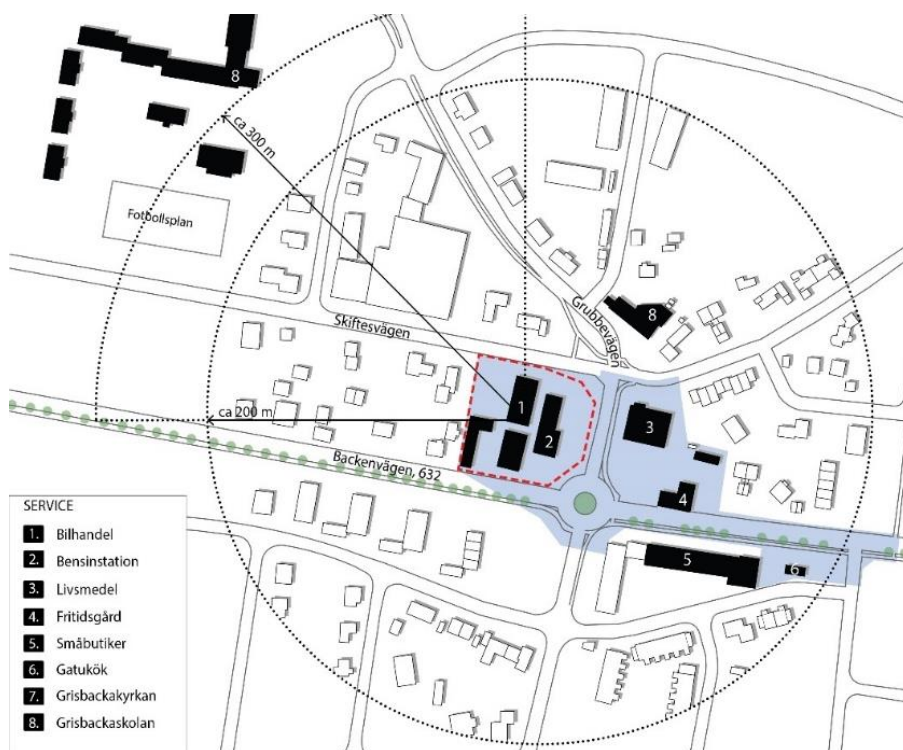 8
ca 300 m
Fotbollsplan
8
Grubbevägen
Skiftesvägen
1
2
3
ca 200 m
Backenvägen, 632
4
5
6
SERVICE
1. Bilhandel
2. Bensinstation
3. Livsmedel
4. Fritidsgård
5. Småbutiker
6. Gatukök
7. Grisbackakyrkan
8. Grisbackaskolan